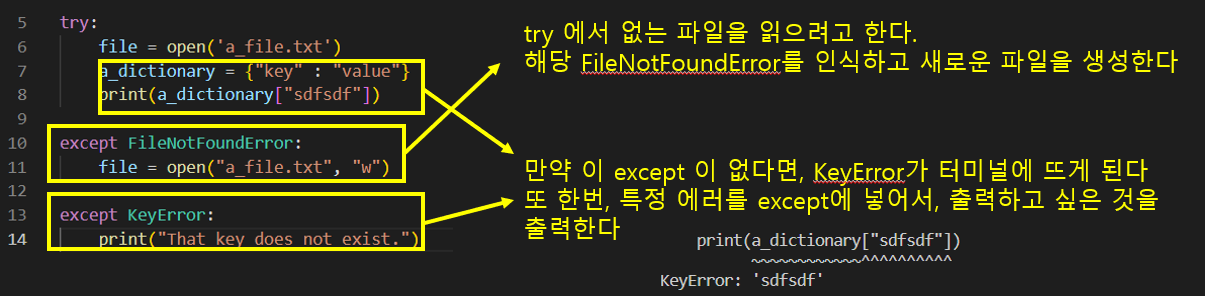 5 try:
6 file = open('a_file.txt')
7 a_dictionary = {"key" : "value"}
8 print(a_dictionary["sdfsdf"])
9
10 except FileNotFoundError:
11 file = open("a_file.txt", "w")
12
13 except KeyError:
14 print("That key does not exist.")
try 에서 없는 파일을 읽으려고 한다.
해당 FileNotFoundError를 인식하고 새로운 파일을 생성한다
만약 이 except 이 없다면, KeyError가 터미널에 뜨게 된다
또 한번, 특정 에러를 except에 넣어서, 출력하고 싶은 것을
출력한다
print(a_dictionary["sdfsdf"])
~~~~~~~~~~~~^^^^^^^^^^
KeyError: 'sdfsdf'